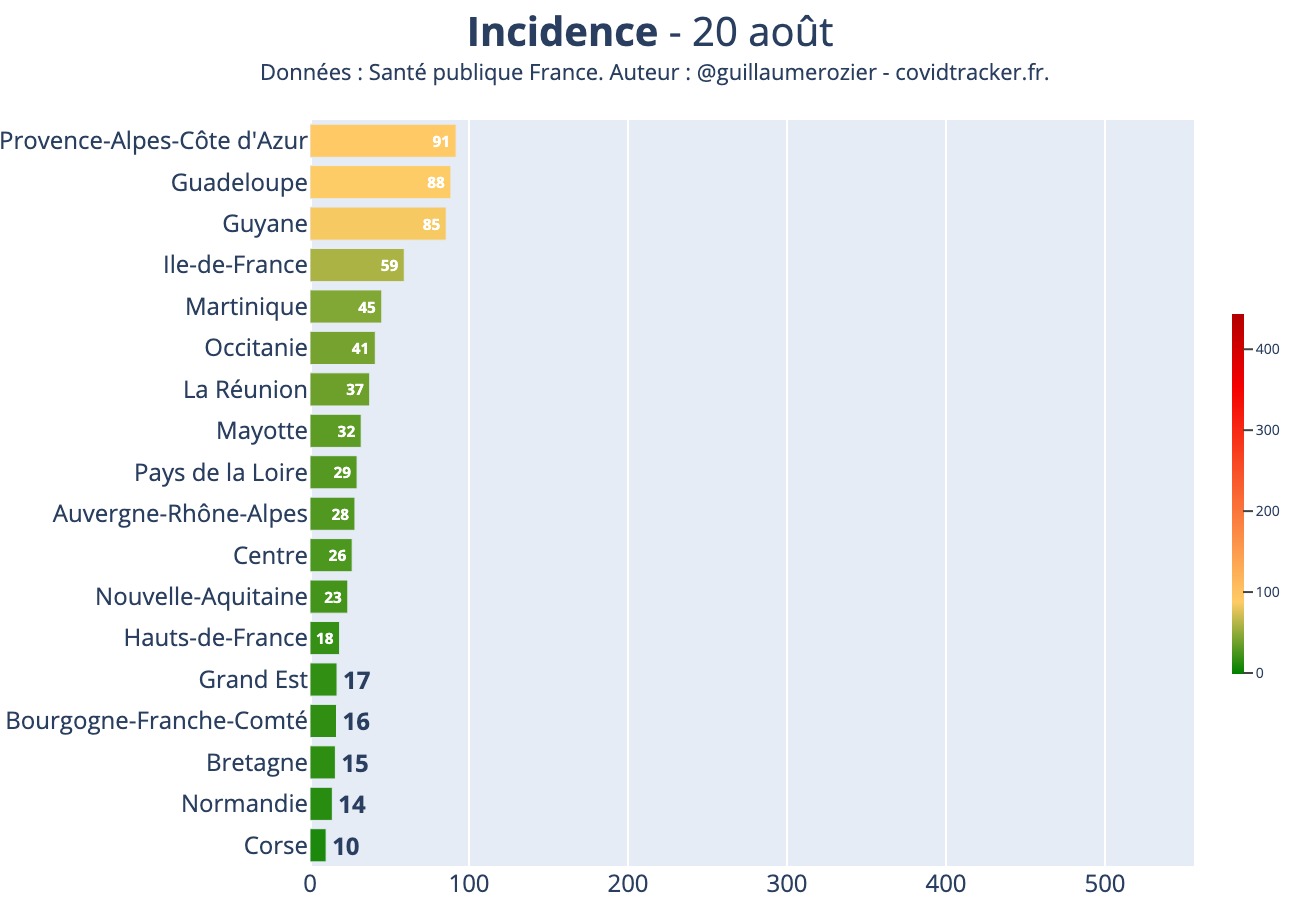 Incidence - 20 août
Données : Santé publique France. Auteur : @guillaumerozier - covidtracker.fr.
Provence-Alpes-Côte d'Azur 91
Guadeloupe 88
Guyane 85
Ile-de-France 59
Martinique 45
Occitanie 41
La Réunion 37
Mayotte 32
Pays de la Loire 29
Auvergne-Rhône-Alpes 28
Centre 26
Nouvelle-Aquitaine 23
Hauts-de-France 18
Grand Est 17
Bourgogne-Franche-Comté 16
Bretagne 15
Normandie 14
Corse 10
0 100 200 300 400 500
400
300
200
100
0